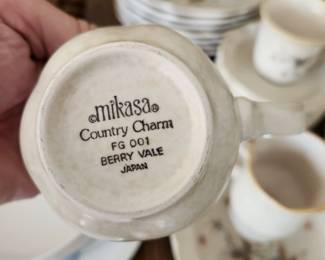 ©mikasa®
Country Charm
FG 001
BERRY VALE
JAPAN